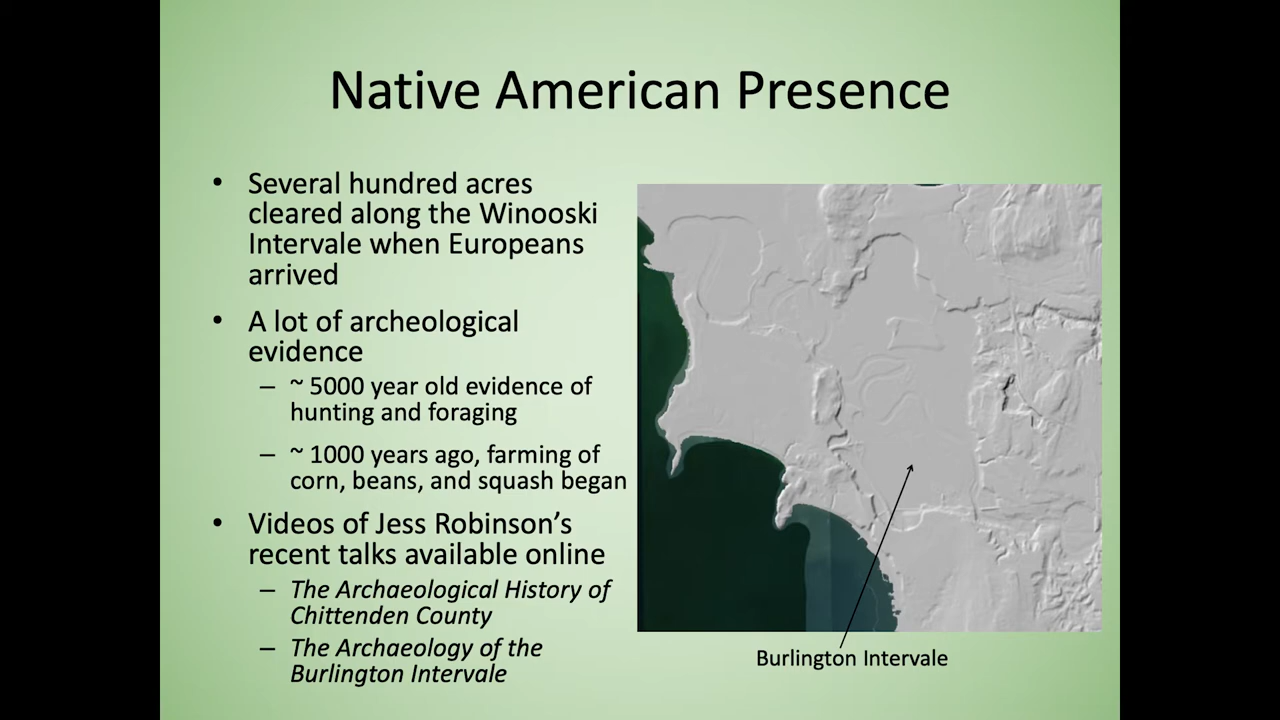 Native American Presence
• Several hundred acres
cleared along the Winooski
Intervale when Europeans
arrived
• A lot of archeological
evidence
– ~ 5000 year old evidence of
hunting and foraging
– ~ 1000 years ago, farming of
corn, beans, and squash began
• Videos of Jess Robinson’s
recent talks available online
– The Archaeological History of
Chittenden County
– The Archaeology of the
Burlington Intervale
Burlington Intervale